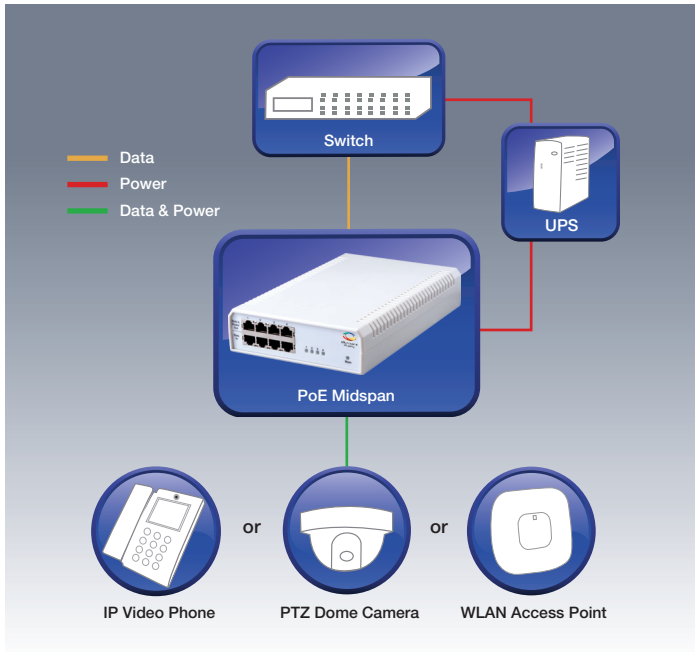 Switch
Data
Power
Data & Power
UPS
PoE Midspan
or
or
IP Video Phone
PTZ Dome Camera
WLAN Access Point